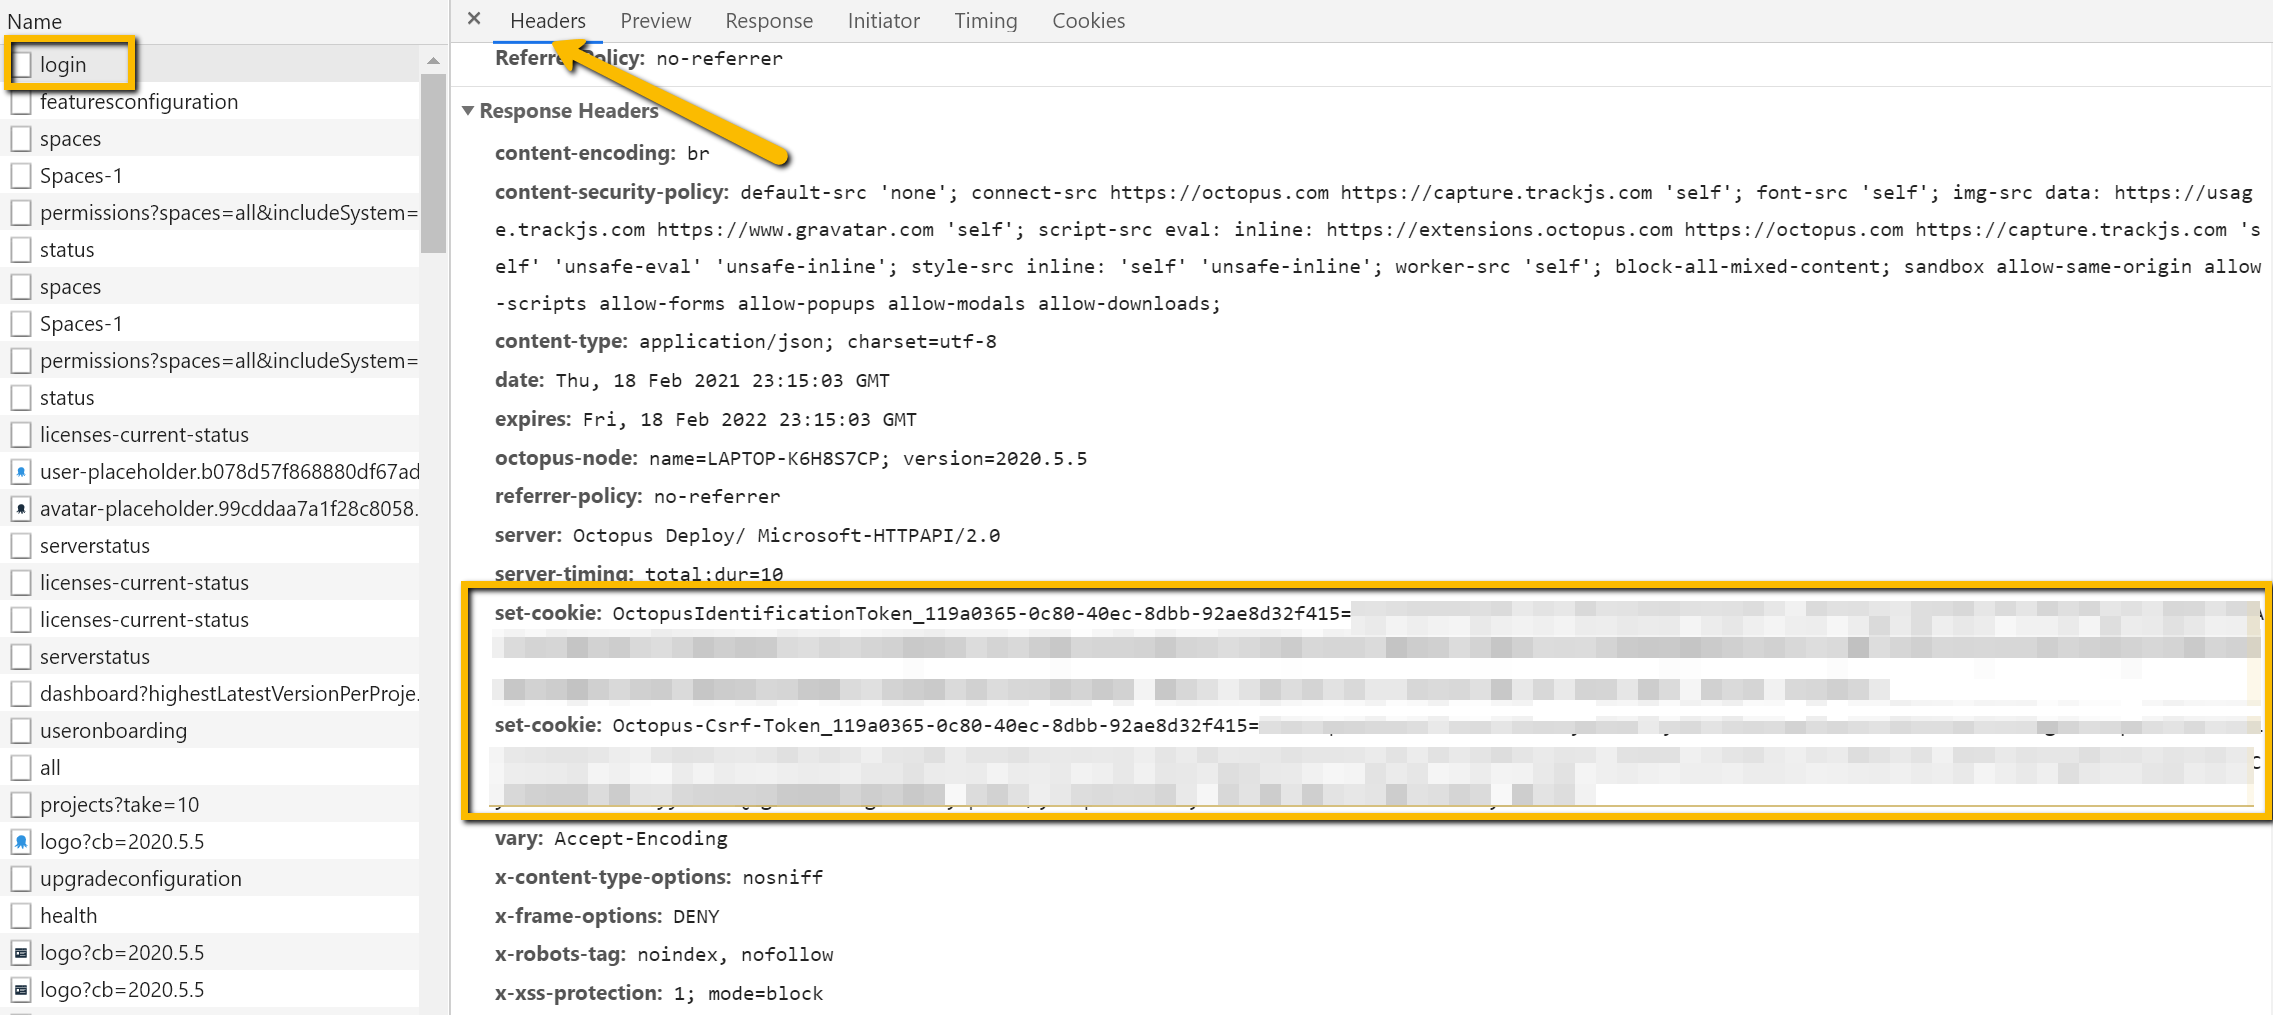 Name
login
featuresconfiguration
spaces
Spaces-1
permissions?spaces=all&includeSystem=
status
spaces
Spaces-1
permissions?spaces=all&includeSystem=
status
licenses-current-status
user-placeholder.b078d57f868880df67ad
avatar-placeholder.99cddaa7a1f28c8058.
serverstatus
licenses-current-status
licenses-current-status
serverstatus
dashboard?highestLatestVersionPerProje.
useronboarding
all
projects?take=10
logo?cb=2020.5.5
upgradeconfiguration
health
logo?cb=2020.5.5
logo?cb=2020.5.5
× Headers Preview Response Initiator Timing Cookies
Referrer Policy: no-referrer
Response Headers
content-encoding: br
content-security-policy: default-src 'none'; connect-src https://octopus.com https://capture.trackjs.com 'self'; font-src 'self'; img-src data: https://usag
e.trackjs.com https://www.gravatar.com 'self'; script-src eval: inline: https://extensions.octopus.com https://octopus.com https://capture.trackjs.com 's
elf' 'unsafe-eval' 'unsafe-inline'; style-src inline: 'self' 'unsafe-inline'; worker-src 'self'; block-all-mixed-content; sandbox allow-same-origin allow
-scripts allow-forms allow-popups allow-modals allow-downloads;
content-type: application/json; charset=utf-8
date: Thu, 18 Feb 2021 23:15:03 GMT
expires: Fri, 18 Feb 2022 23:15:03 GMT
octopus-node: name=LAPTOP-K6H8S7CP; version=2020.5.5
referrer-policy: no-referrer
server: Octopus Deploy/ Microsoft-HTTPAPI/2.0
server-timing: total;dur=10
set-cookie: OctopusIdentificationToken_119a0365-0c80-40ec-8dbb-92ae8d32f415=
set-cookie: Octopus-Csrf-Token_119a0365-0c80-40ec-8dbb-92ae8d32f415=
vary: Accept-Encoding
x-content-type-options: nosniff
x-frame-options: DENY
x-robots-tag: noindex, nofollow
x-xss-protection: 1; mode=block